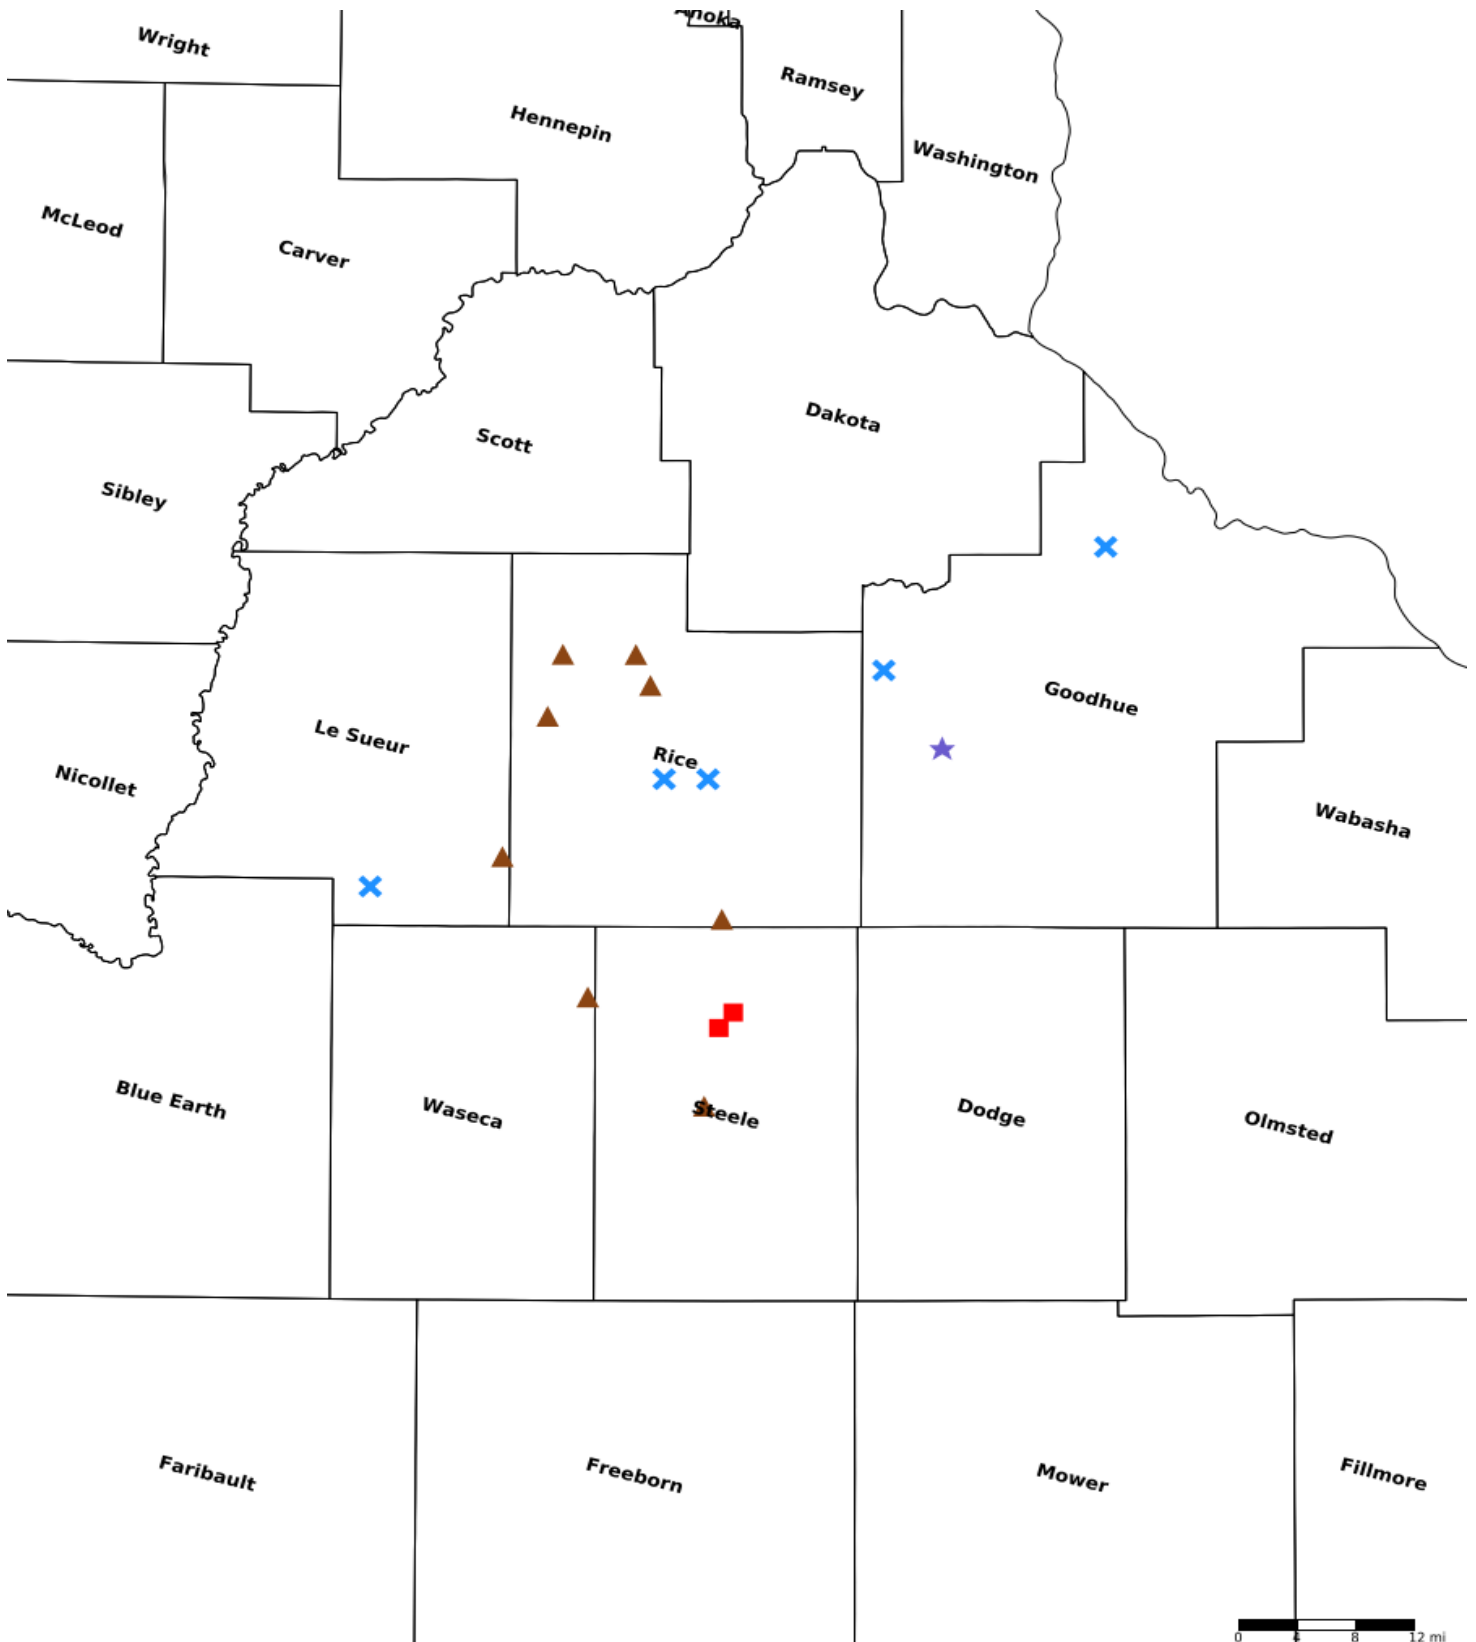 Anoka
Wright
Ramsey
Hennepin
Washington
McLeod
Carver
Dakota
Scott
Sibley
Goodhue
Le Sueur
Rice
Nicollet
Wabasha
Blue Earth
Waseca
Steele
Dodge
Olmsted
Faribault
Freeborn
Mower
Fillmore
0 4 8 12 mi